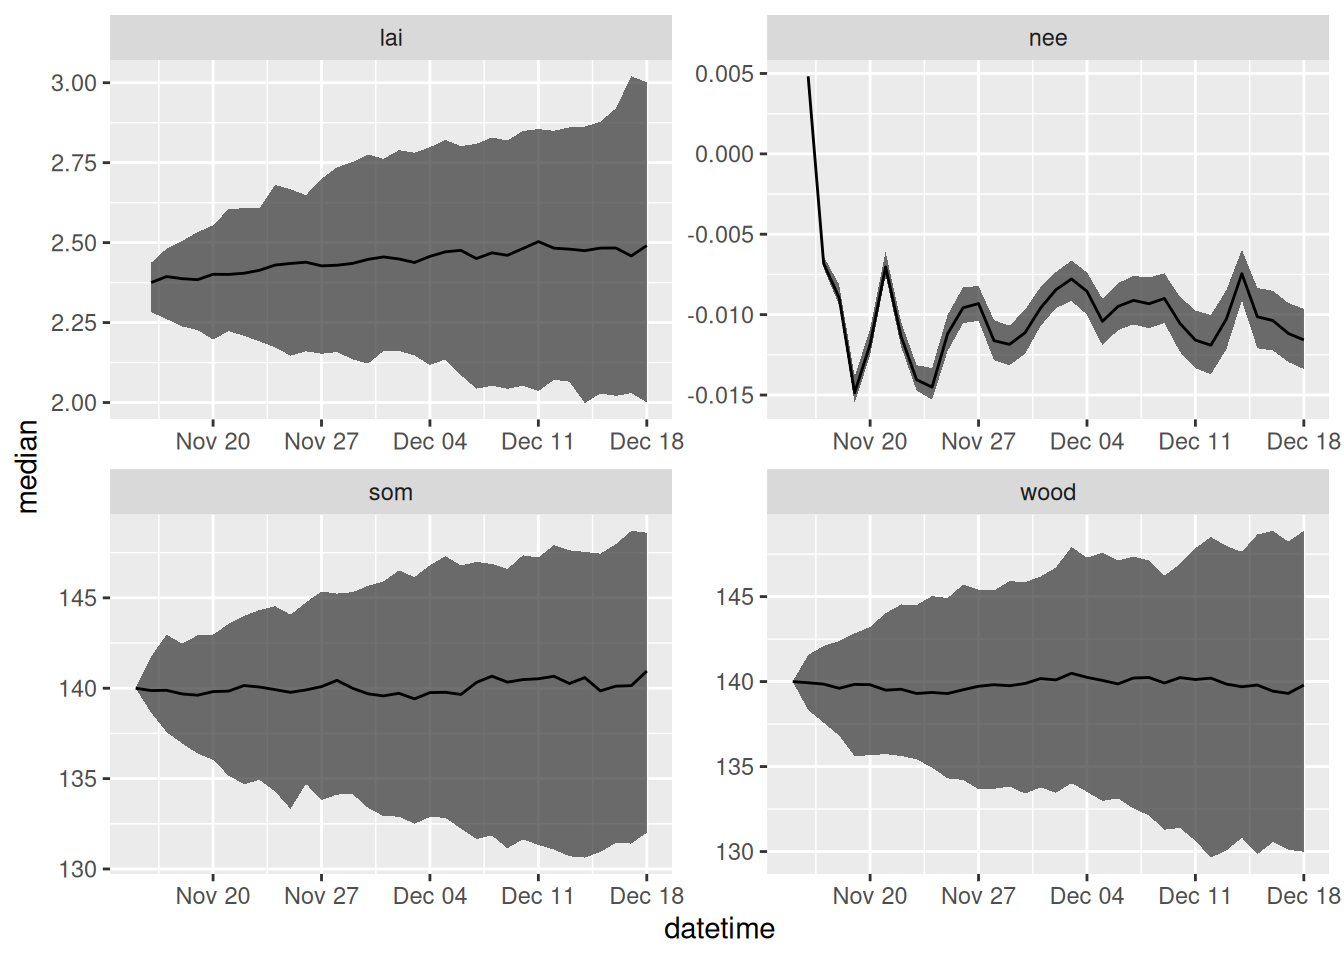 lai
nee
3.00
2.75
2.50
2.25
2.00
0.005
0.000
-0.005
-0.010
-0.015
Nov 20 Nov 27 Dec 04 Dec 11 Dec 18
Nov 20 Nov 27 Dec 04 Dec 11 Dec 18
median
som
wood
145
140
135
130
145
140
135
130
Nov 20 Nov 27 Dec 04 Dec 11 Dec 18
Nov 20 Nov 27 Dec 04 Dec 11 Dec 18
datetime